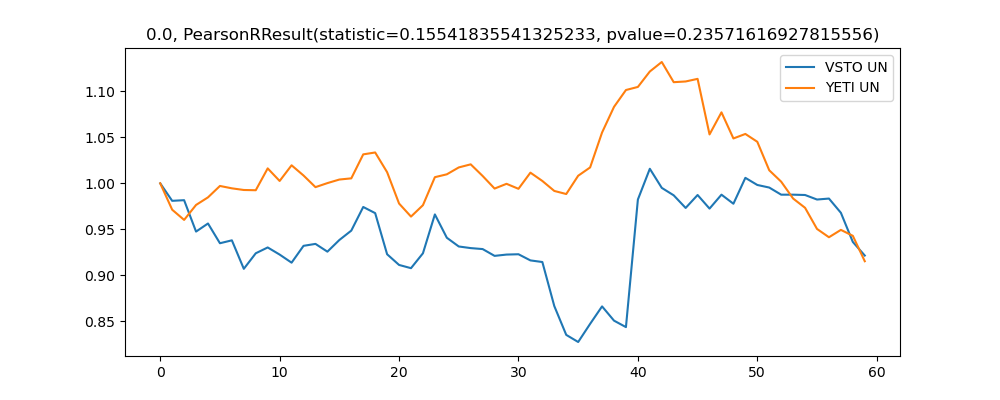 0.0, PearsonRResult(statistic=0.15541835541325233, pvalue=0.23571616927815556)
VSTO UN
YETI UN
1.10
1.05
1.00
0.95
0.90
0.85
0 10 20 30 40 50 60